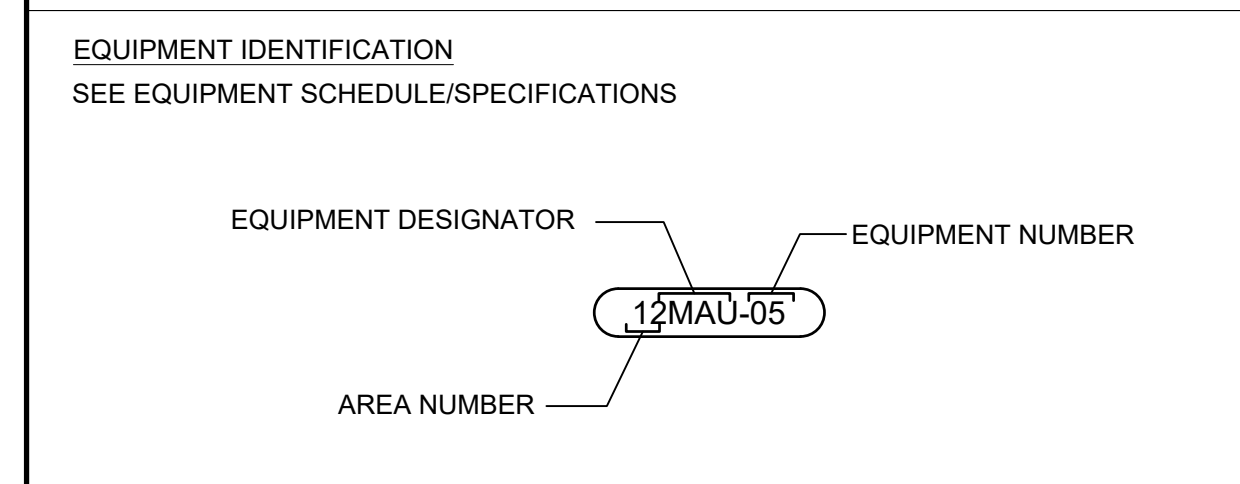 EQUIPMENT IDENTIFICATION
SEE EQUIPMENT SCHEDULE/SPECIFICATIONS
EQUIPMENT DESIGNATOR
EQUIPMENT NUMBER
12MAU-05
AREA NUMBER